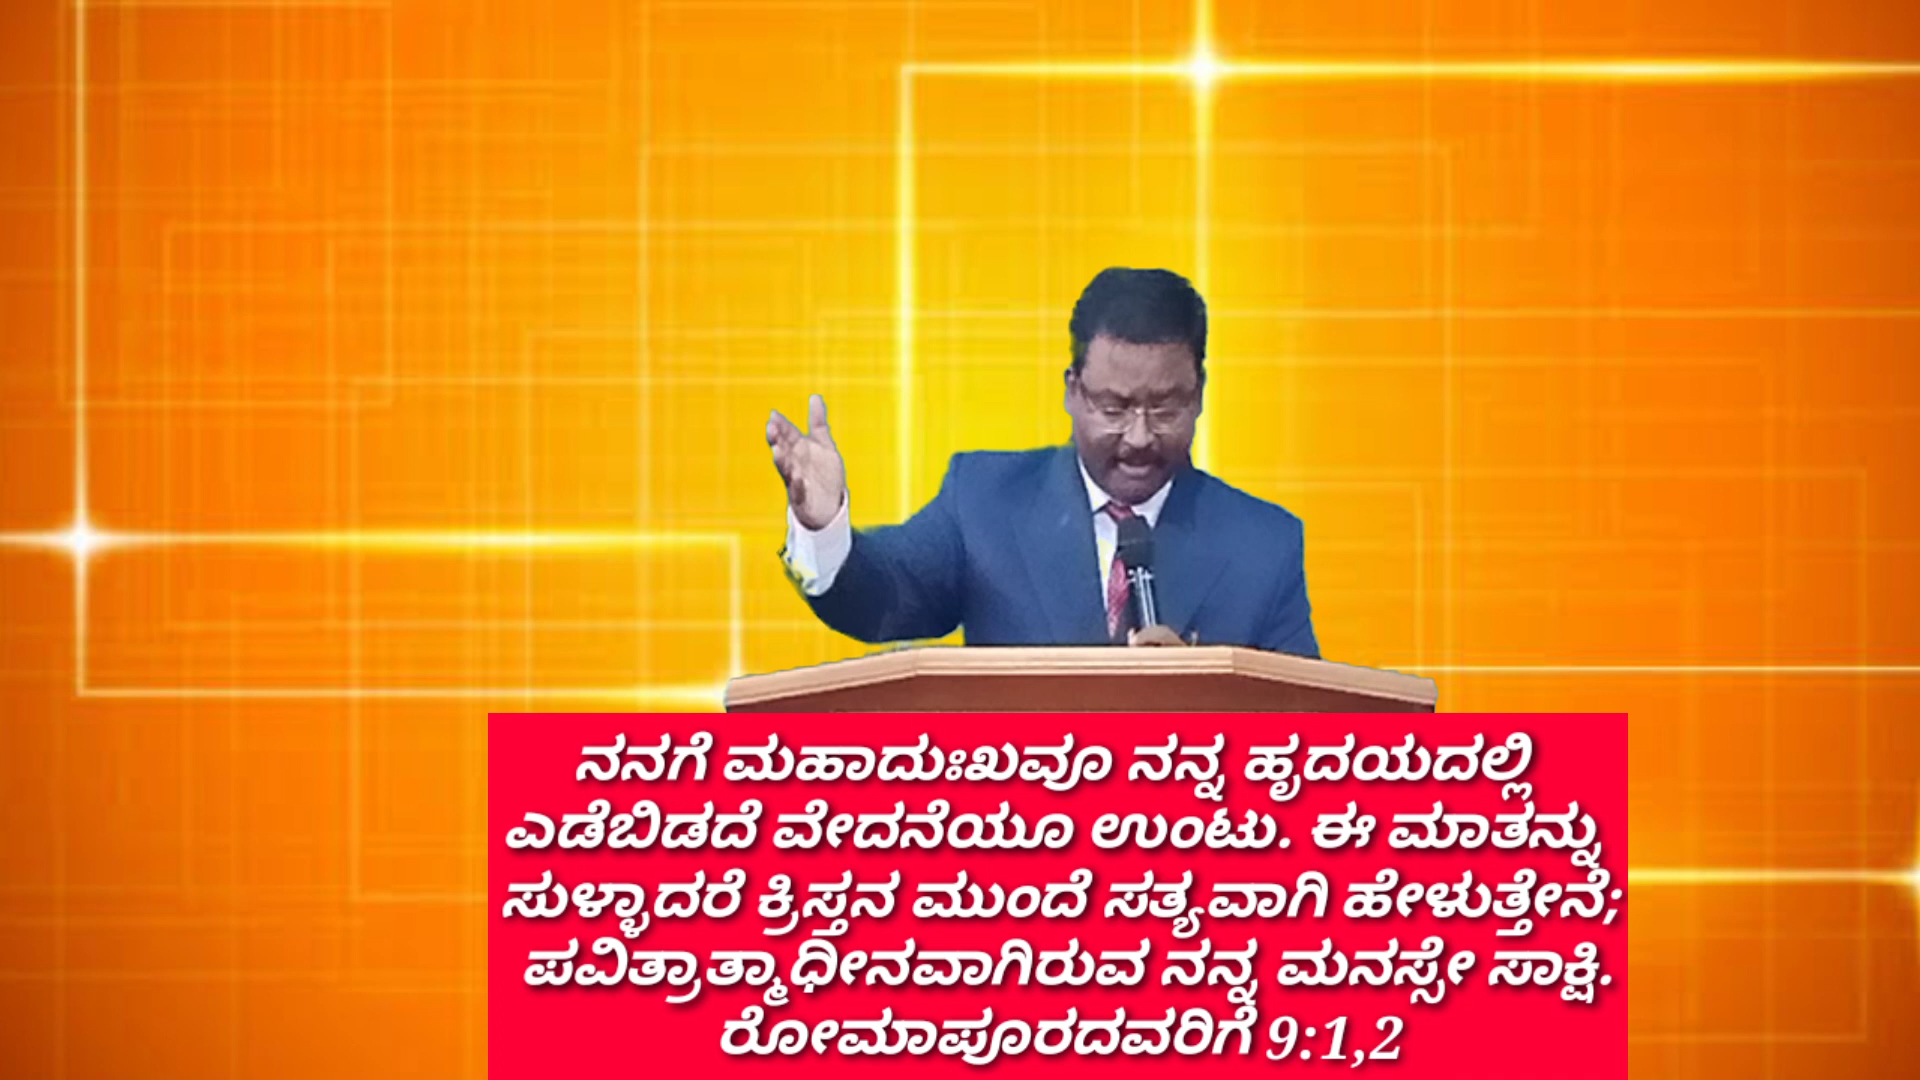 ನನಗೆ ಮಹಾದುಃಖವೂ ನನ್ನ ಹೃದಯದಲ್ಲಿ
ಎಡೆಬಿಡದೆ ವೇದನೆಯೂ ಉಂಟು. ಈ ಮಾತನ್ನು
ಸುಳ್ಳಾದರೆ ಕ್ರಿಸ್ತನ ಮುಂದೆ ಸತ್ಯವಾಗಿ ಹೇಳುತ್ತೇನೆ;
ಪವಿತ್ರಾತ್ಮಾಧೀನವಾಗಿರುವ ನನ್ನ ಮನಸ್ಸೇ ಸಾಕ್ಷಿ.
ರೋಮಾಪೂರದವರಿಗೆ 9:1,2